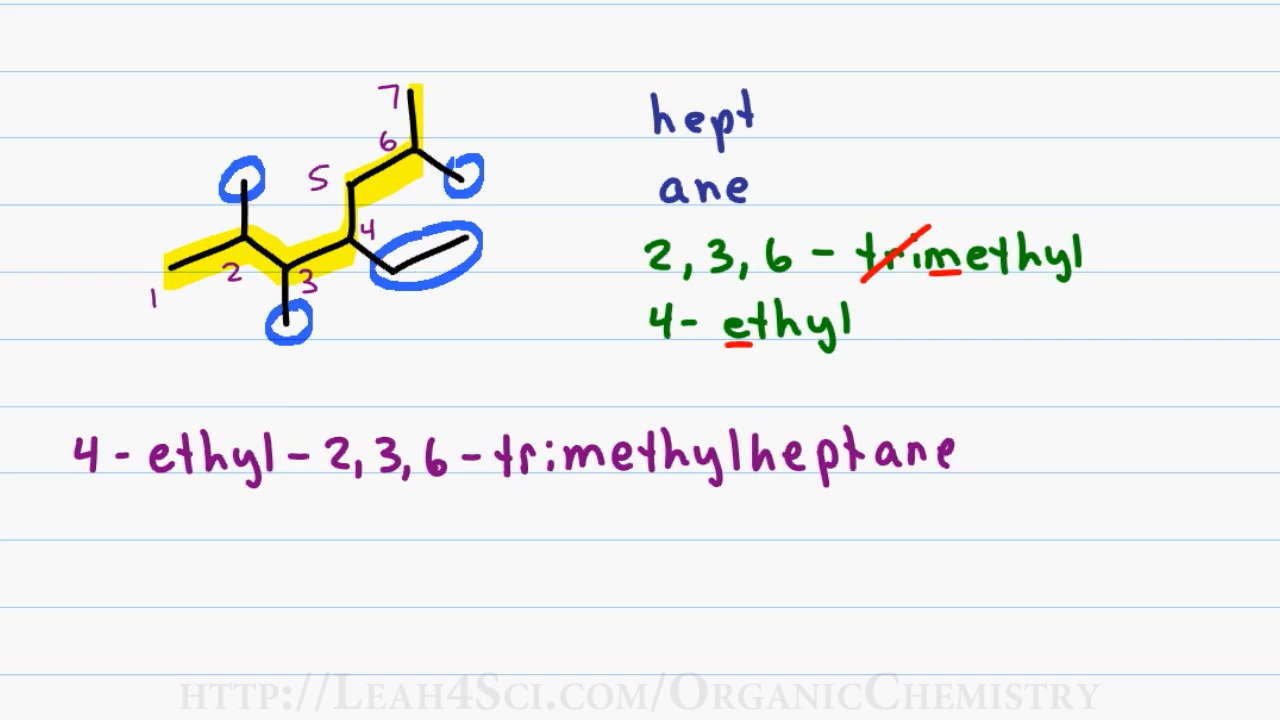 7
6
5
4
2
3
1
hept
ane
2, 3, 6 - trimethyl
4- ethyl
4 - ethyl - 2, 3, 6 - trimethylheptane
HTTP://LEAH4SCI.COM/ORGANICCHEMISTRY